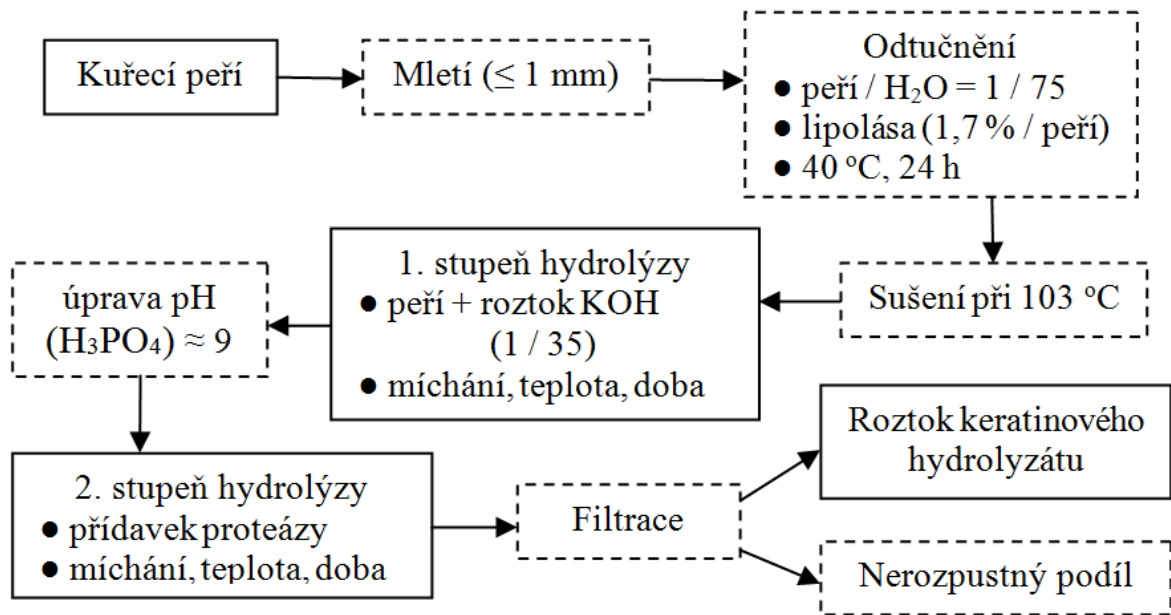 Kuřecí peří
Mletí (≤ 1 mm)
Odtučnění
● peří / H₂O = 1 / 75
● lipolása (1,7 % / peří)
● 40 ºC, 24 h
Sušení při 103 ºC
1. stupeň hydrolýzy
● peří + roztok KOH
(1 / 35)
● míchání, teplota, doba
úprava pH
(H₃PO₄) ≈ 9
2. stupeň hydrolýzy
● přídavek proteázy
● míchání, teplota, doba
Filtrace
Roztok keratinového
hydrolyzátu
Nerozpustný podíl